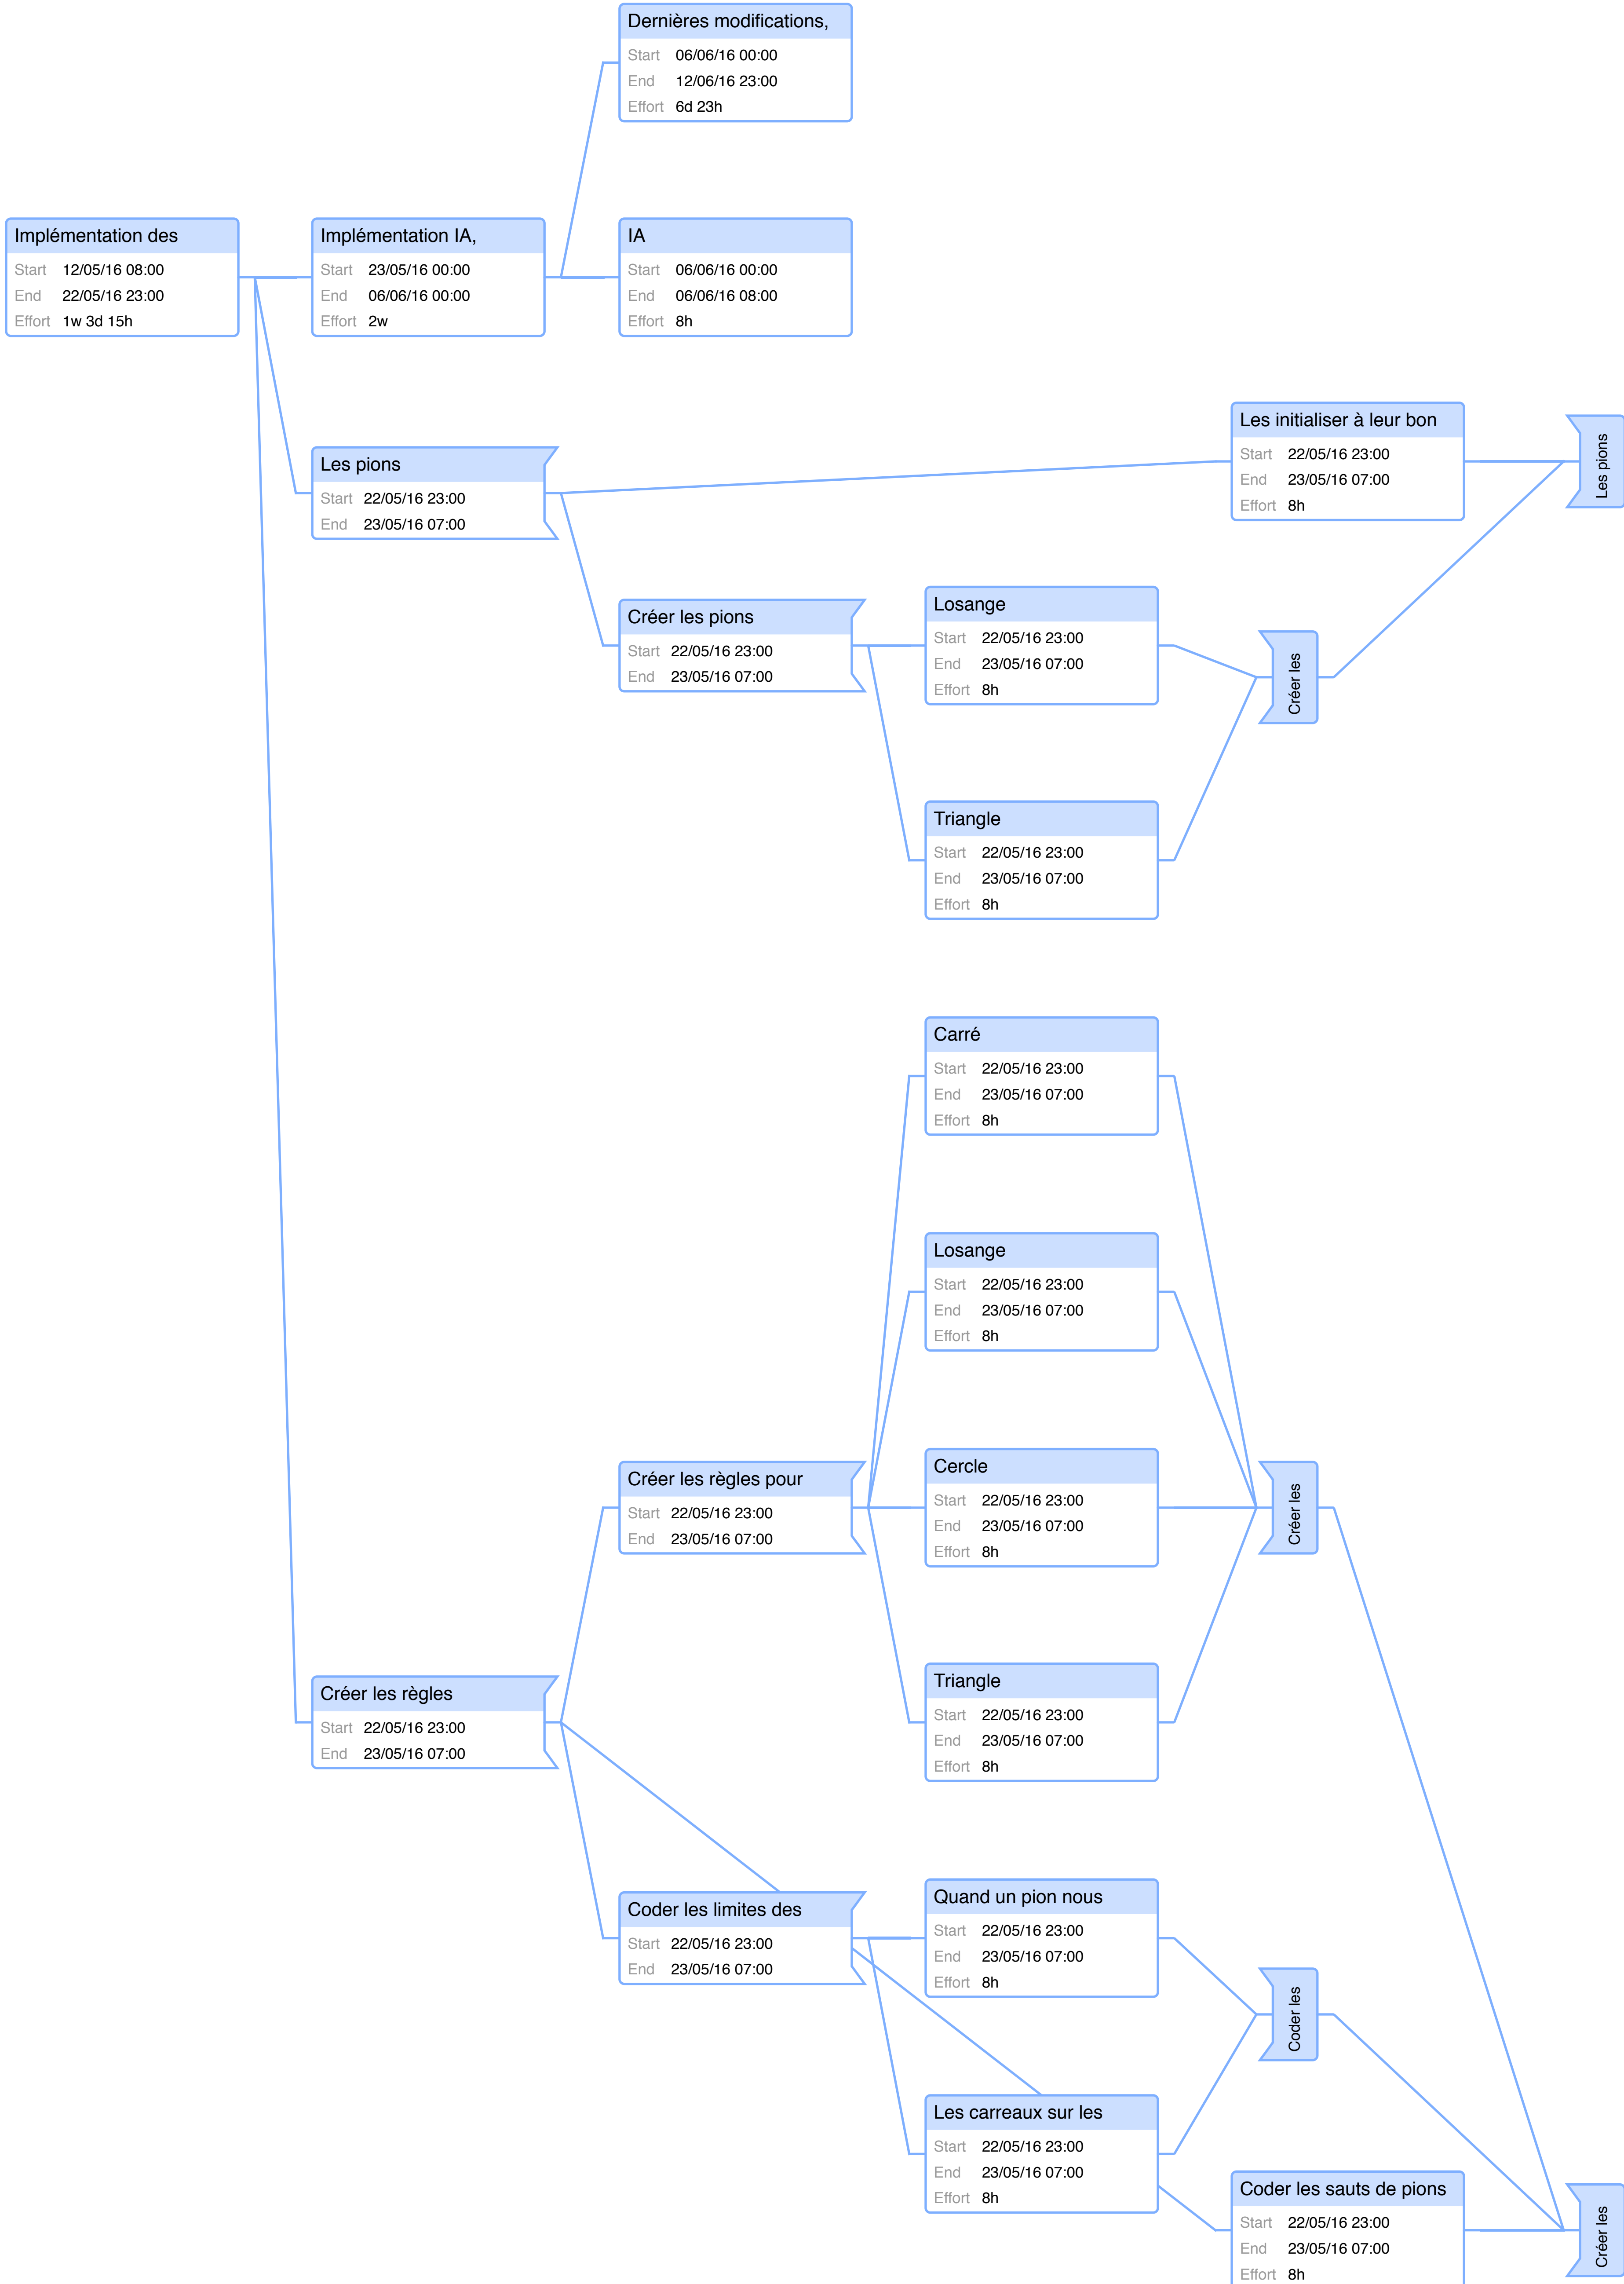 Dernières modifications,
Start 06/06/16 00:00
End 12/06/16 23:00
Effort 6d 23h
Implémentation des
Start 12/05/16 08:00
End 22/05/16 23:00
Effort 1w 3d 15h
Implémentation IA,
Start 23/05/16 00:00
End 06/06/16 00:00
Effort 2w
IA
Start 06/06/16 00:00
End 06/06/16 08:00
Effort 8h
Les pions
Start 22/05/16 23:00
End 23/05/16 07:00
Les initialiser à leur bon
Start 22/05/16 23:00
End 23/05/16 07:00
Effort 8h
Les pions
Créer les pions
Start 22/05/16 23:00
End 23/05/16 07:00
Losange
Start 22/05/16 23:00
End 23/05/16 07:00
Effort 8h
Créer les
Triangle
Start 22/05/16 23:00
End 23/05/16 07:00
Effort 8h
Carré
Start 22/05/16 23:00
End 23/05/16 07:00
Effort 8h
Losange
Start 22/05/16 23:00
End 23/05/16 07:00
Effort 8h
Créer les règles pour
Start 22/05/16 23:00
End 23/05/16 07:00
Cercle
Start 22/05/16 23:00
End 23/05/16 07:00
Effort 8h
Créer les
Triangle
Start 22/05/16 23:00
End 23/05/16 07:00
Effort 8h
Créer les règles
Start 22/05/16 23:00
End 23/05/16 07:00
Coder les limites des
Start 22/05/16 23:00
End 23/05/16 07:00
Quand un pion nous
Start 22/05/16 23:00
End 23/05/16 07:00
Effort 8h
Coder les
Les carreaux sur les
Start 22/05/16 23:00
End 23/05/16 07:00
Effort 8h
Coder les sauts de pions
Start 22/05/16 23:00
End 23/05/16 07:00
Effort 8h
Créer les